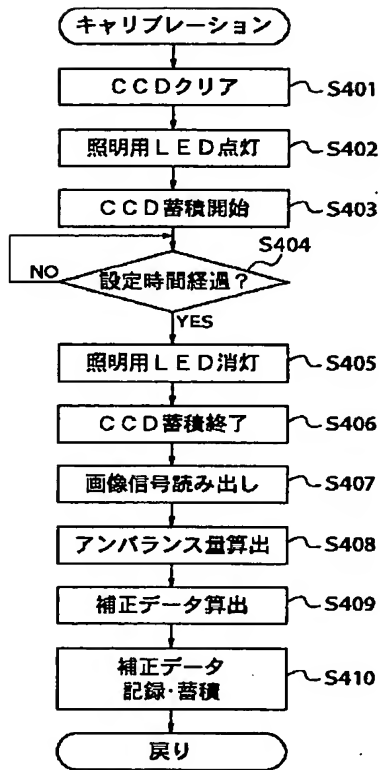 キャリブレーション
CCDクリア S401
照明用LED点灯 S402
CCD蓄積開始 S403
S404
NO 設定時間経過?
YES
照明用LED消灯 S405
CCD蓄積終了 S406
画像信号読み出し S407
アンバランス量算出 S408
補正データ算出 S409
補正データ
記録・蓄積 S410
戻り